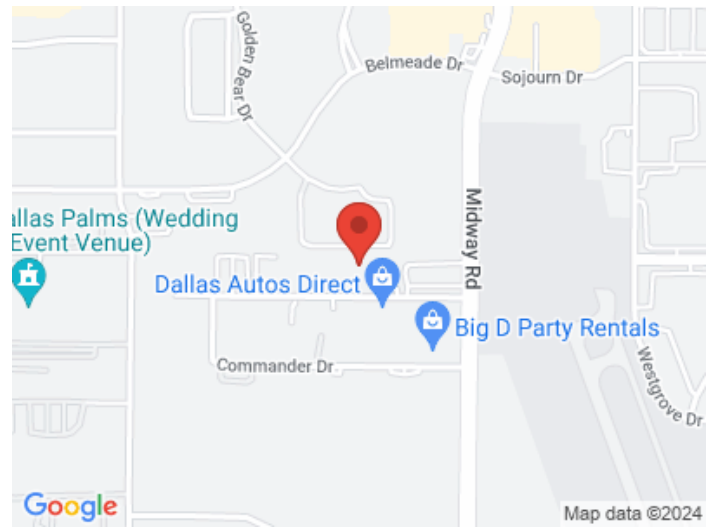 Golden Bear Dr
Belmeade Dr
Sojourn Dr
allas Palms (Wedding
Event Venue)
Midway Rd
Dallas Autos Direct
Big D Party Rentals
Commander Dr
Westgrove Dr
Google
Map data ©2024